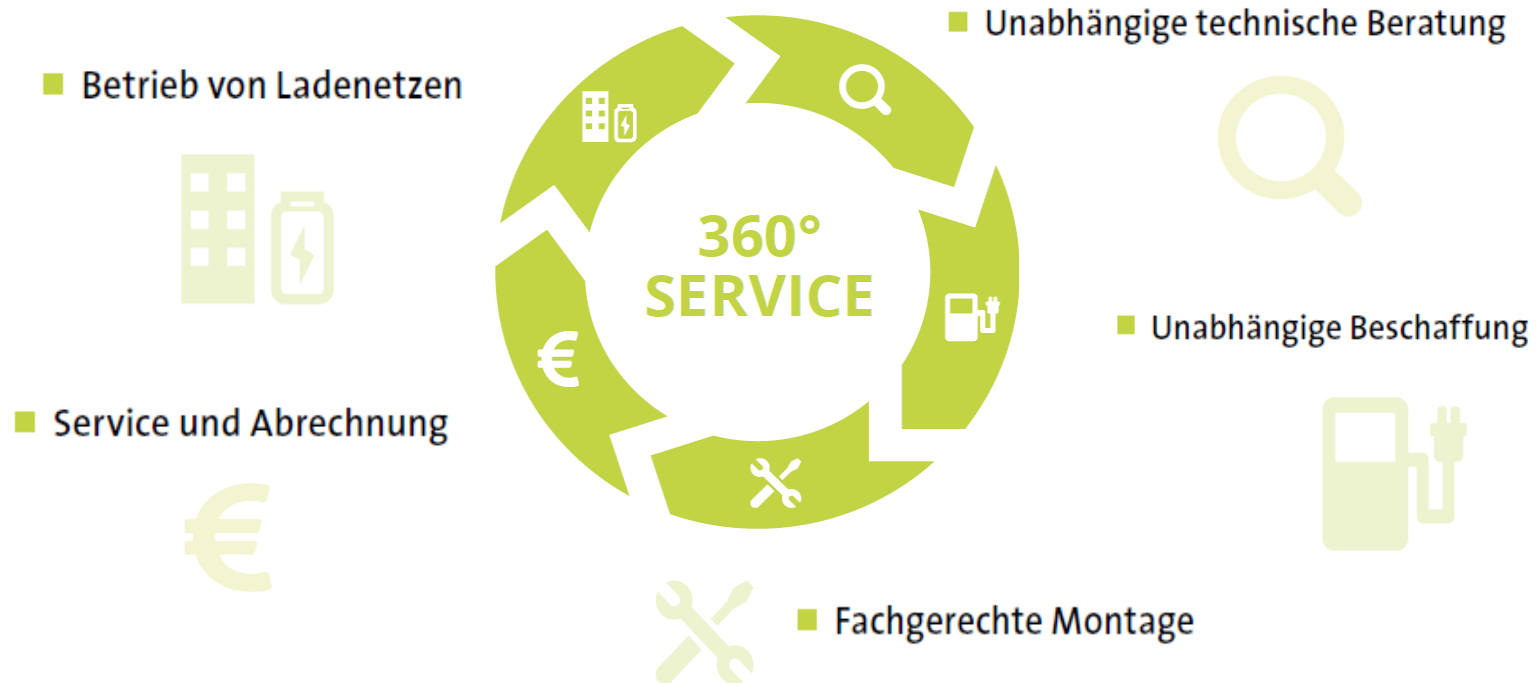 Unabhängige technische Beratung
Betrieb von Ladenetzen
360°
SERVICE
Unabhängige Beschaffung
Service und Abrechnung
Fachgerechte Montage